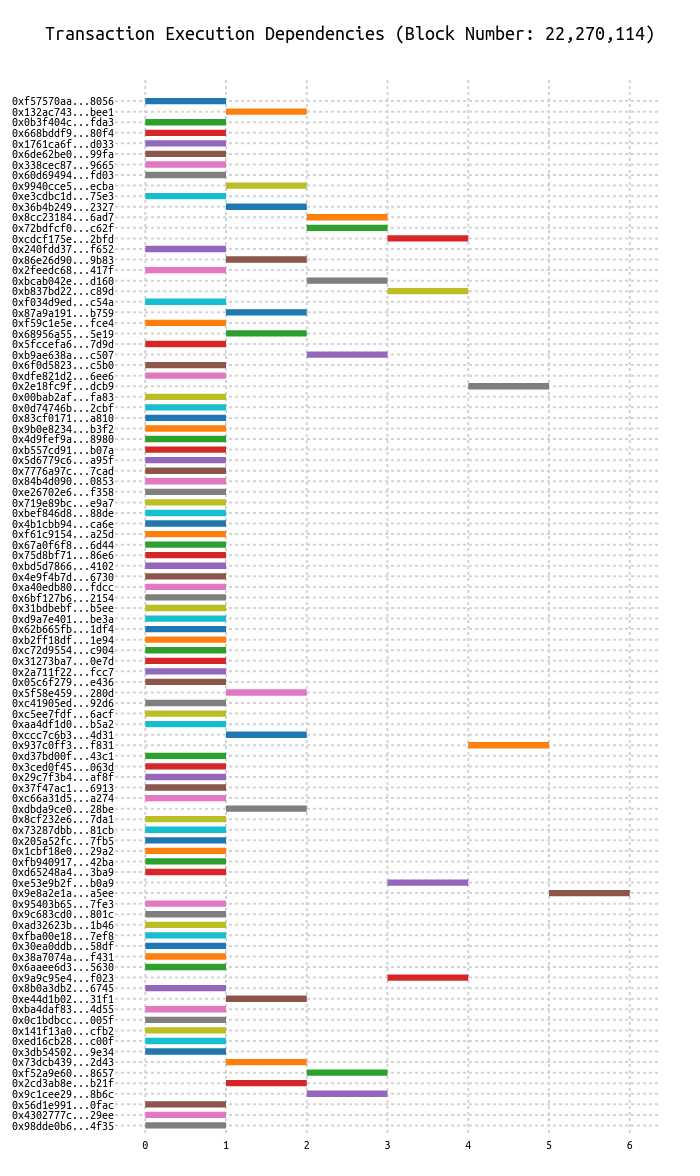 Transaction Execution Dependencies (Block Number: 22,270,114)
0xf57570aa...8056
0x132ac743...bee1
0x0b3f404c...fda3
0x668bddf9...80f4
0x1761ca6f...d033
0x6de62be0...99fa
0x338cec87...9665
0x60d69494...fd03
0x9940cce5...ecba
0xe3cdbc1d...75e3
0x36b4b249...2327
0x8cc23184...6ad7
0x72bdfcf0...c62f
0xcdcf175e...2bfd
0x240fdd37...f652
0x86e26d90...9b83
0x2feedc68...417f
0xbcab042e...d160
0xb837bd22...c89d
0xf034d9ed...c54a
0x87a9a191...b759
0xf59c1e5e...fce4
0x68956a55...5e19
0x5fccefa6...7d9d
0xb9ae638a...c507
0x6f0d5823...c5b0
0xdfe821d2...6ee6
0x2e18fc9f...dcb9
0x00bab2af...fa83
0x0d74746b...2cbf
0x83cf0171...a810
0x9b0e8234...b3f2
0x4d9fef9a...8980
0xb557cd91...b07a
0x5d6779c6...a95f
0x7776a97c...7cad
0x84b4d090...0853
0xe26702e6...f358
0x719e89bc...e9a7
0xbef846d8...88de
0x4b1cbb94...ca6e
0xf61c9154...a25d
0x67a0f6f8...6d44
0x75d8bf71...86e6
0xbd5d7866...4102
0x4e9f4b7d...6730
0xa40edb80...fdcc
0x6bf127b6...2154
0x31bdbebf...b5ee
0xd9a7e401...be3a
0x62b665fb...1df4
0xb2ff18df...1e94
0xc72d9554...c904
0x31273ba7...0e7d
0x2a711f22...fcc7
0x05c6f279...e436
0x5f58e459...280d
0xc41905ed...92d6
0xc5ee7fdf...6acf
0xaa4df1d0...b5a2
0xccc7c6b3...4d31
0x937c0ff3...f831
0xd37bd00f...43c1
0x3ced0f45...063d
0x29c7f3b4...af8f
0x37f47ac1...6913
0xc66a31d5...a274
0xdbda9ce0...28be
0x8cf232e6...7da1
0x73287dbb...81cb
0x205a52fc...7fb5
0x1cbf18e0...29a2
0xfb940917...42ba
0xd65248a4...3ba9
0xe53e9b2f...b0a9
0x9e8a2e1a...a5ee
0x95403b65...7fe3
0x9c683cd0...801c
0xad32623b...1b46
0xfba00e18...7ef8
0x30ea0ddb...58df
0x38a7074a...f431
0x6aaee6d3...5630
0x9a9c95e4...f023
0x8b0a3db2...6745
0xe44d1b02...31f1
0xba4daf83...4d55
0x0c1bdbcc...005f
0x141f13a0...cfb2
0xed16cb28...c00f
0x3db54502...9e34
0x73dcb439...2d43
0xf52a9e60...8657
0x2cd3ab8e...b21f
0x9c1cee29...8b6c
0x56d1e991...0fac
0x4302777c...29ee
0x98dde0b6...4f35
0 1 2 3 4 5 6